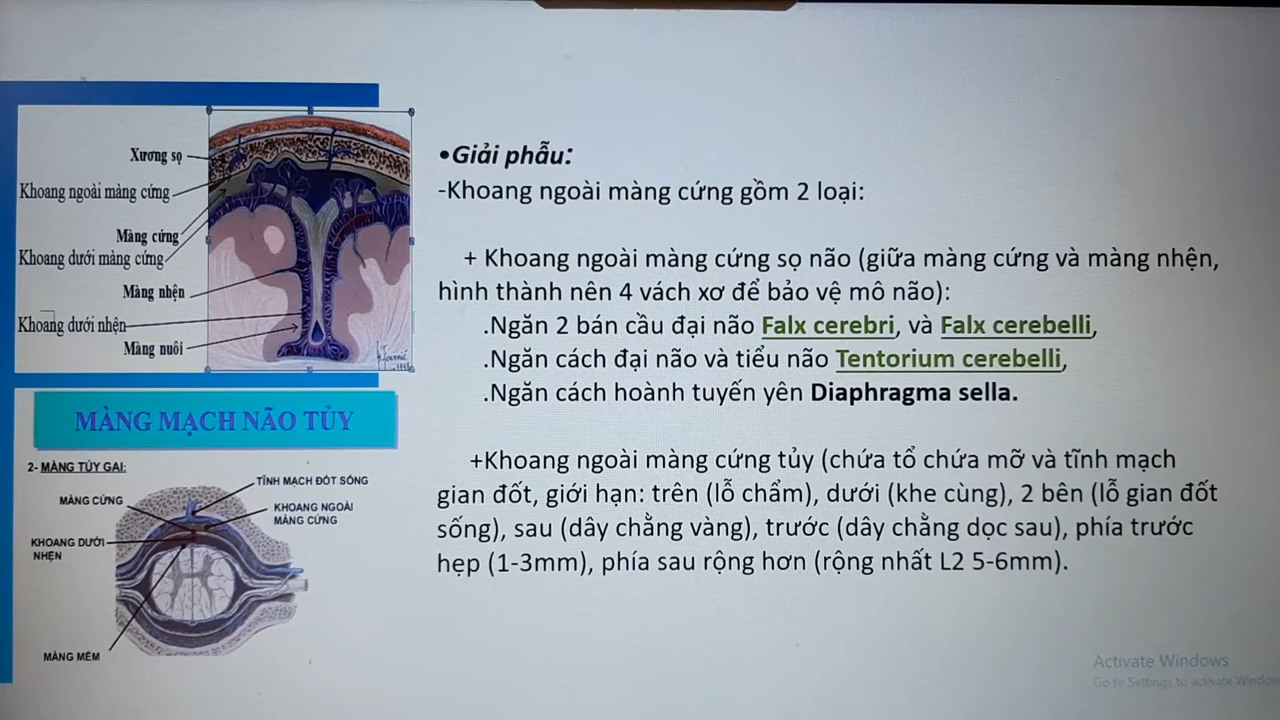 Xương sọ
Khoang ngoài màng cứng
Màng cứng
Khoang dưới màng cứng
Màng nhện
Khoang dưới nhện
Màng nuôi
MÀNG MẠCH NÃO TỦY
2- MÀNG TỦY GAI:
TĨNH MẠCH ĐỐT SỐNG
MÀNG CỨNG
KHOANG NGOÀI
MÀNG CỨNG
KHOANG DƯỚI
NHỆN
MÀNG MỀM
•Giải phẫu:
-Khoang ngoài màng cứng gồm 2 loại:
+ Khoang ngoài màng cứng sọ não (giữa màng cứng và màng nhện,
hình thành nên 4 vách xơ để bảo vệ mô não):
.Ngăn 2 bán cầu đại não Falx cerebri, và Falx cerebelli,
.Ngăn cách đại não và tiểu não Tentorium cerebelli,
.Ngăn cách hoành tuyến yên Diaphragma sella.
+Khoang ngoài màng cứng tủy (chứa tổ chứa mỡ và tĩnh mạch
gian đốt, giới hạn: trên (lỗ chẩm), dưới (khe cùng), 2 bên (lỗ gian đốt
sống), sau (dây chằng vàng), trước (dây chằng dọc sau), phía trước
hẹp (1-3mm), phía sau rộng hơn (rộng nhất L2 5-6mm).
Activate Windows
Go to Settings to activate Window